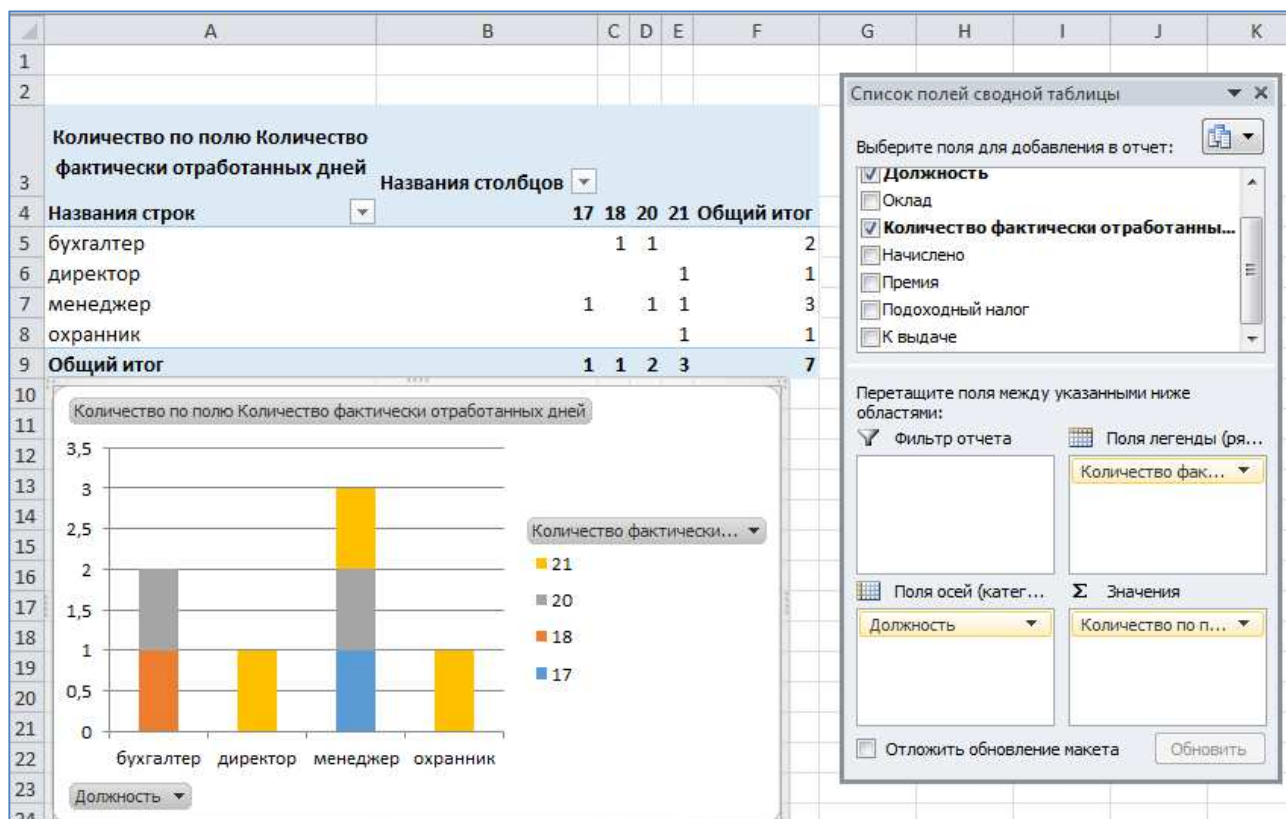 A B C D E F G H I J K
1
2
Количество по полю Количество
фактически отработанных дней
3 Названия столбцов
4 Названия строк 17 18 20 21 Общий итог
5 бухгалтер 1 1 2
6 директор 1 1
7 менеджер 1 1 1 3
8 охранник 1 1
9 Общий итог 1 1 2 3 7
10
11
12
13
14
15
16
17
18
19
20
21
22
23
24
Количество по полю Количество фактически отработанных дней
3,5
3
2,5
2
1,5
1
0,5
0
бухгалтер директор менеджер охранник
Количество фактически...
21
20
18
17
Должность
Список полей сводной таблицы
Выберите поля для добавления в отчет:
Должность
Оклад
Количество фактически отработанны...
Начислено
Премия
Подоходный налог
К выдаче
Перетащите поля между указанными ниже
областями:
Фильтр отчета Поля легенды (ря...
Количество фак...
Поля осей (катег... Σ Значения
Должность Количество по п...
Отложить обновление макета Обновить